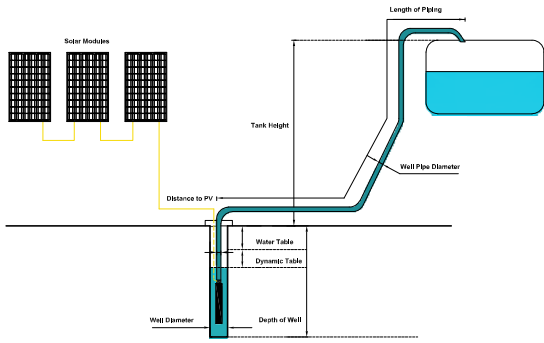 Length of Piping
Solar Modules
Tank Height
Well Pipe Diameter
Distance to PV
Water Table
Dynamic Table
Well Diameter
Depth of Well